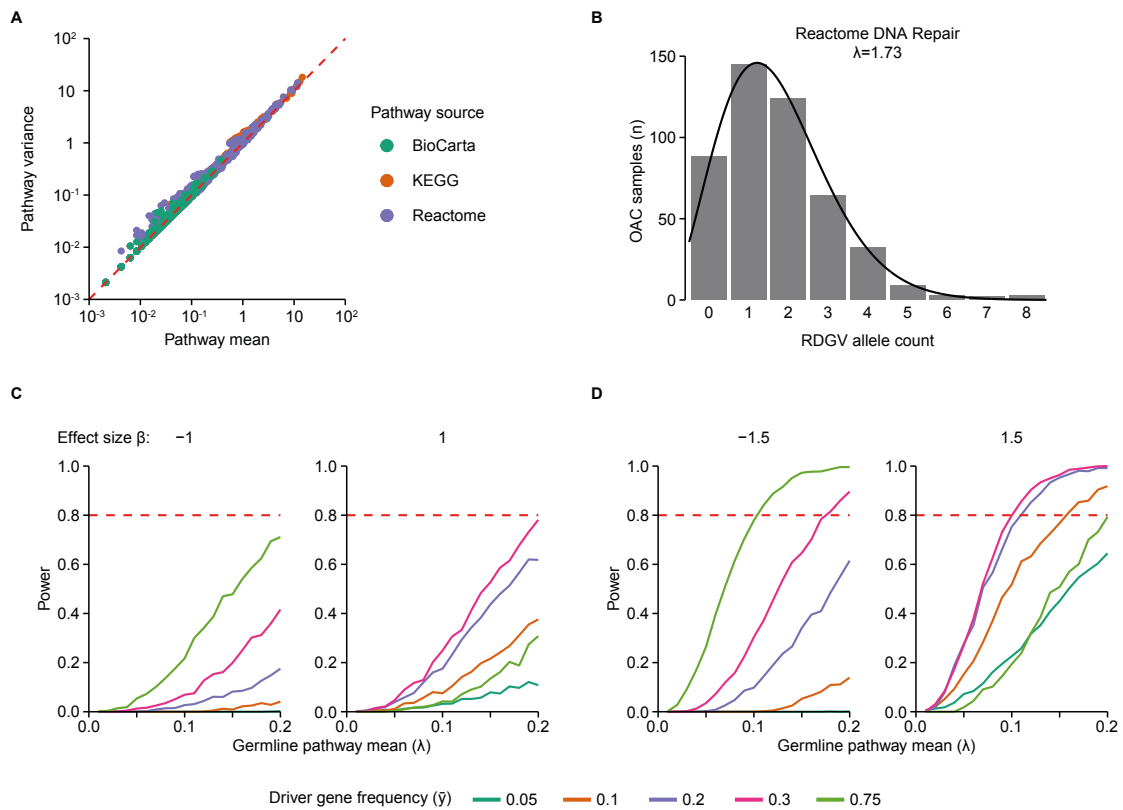 A
Pathway variance
10²
10
1
10⁻¹
10⁻²
10⁻³
10⁻³ 10⁻² 10⁻¹ 1 10 10²
Pathway mean
Pathway source
BioCarta
KEGG
Reactome
B
Reactome DNA Repair
λ=1.73
OAC samples (n)
150
100
50
0
0 1 2 3 4 5 6 7 8
RDGV allele count
C
Effect size β: −1 1
Power
1.0 1.0
0.8 0.8
0.6 0.6
0.4 0.4
0.2 0.2
0.0 0.0
0.0 0.1 0.2 0.0 0.1 0.2
Germline pathway mean (λ)
D
−1.5 1.5
Power
1.0 1.0
0.8 0.8
0.6 0.6
0.4 0.4
0.2 0.2
0.0 0.0
0.0 0.1 0.2 0.0 0.1 0.2
Germline pathway mean (λ)
Driver gene frequency (ȳ) 0.05 0.1 0.2 0.3 0.75